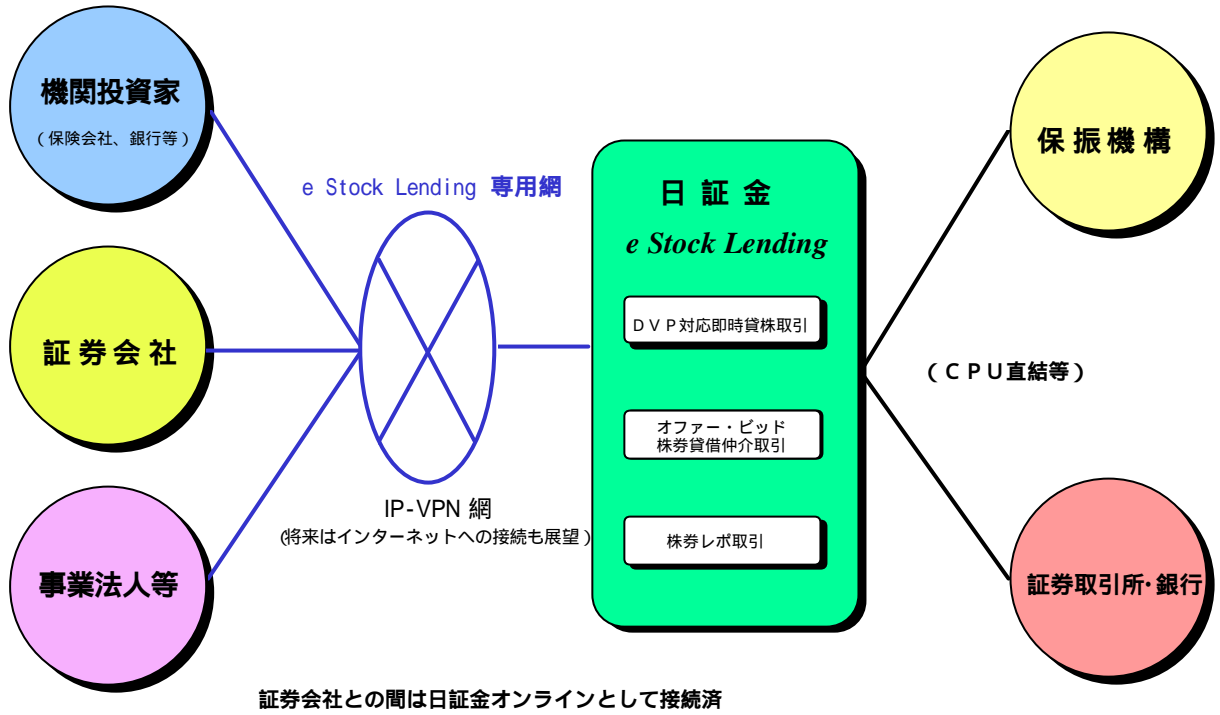 機関投資家
（保険会社、銀行等）
証券会社
事業法人等
e Stock Lending 専用網
IP-VPN 網
(将来はインターネットへの接続も展望）
日証金
e Stock Lending
ＤＶＰ対応即時貸株取引
オファー・ビッド
株券貸借仲介取引
株券レポ取引
保振機構
（ＣＰＵ直結等）
証券取引所・銀行
証券会社との間は日証金オンラインとして接続済